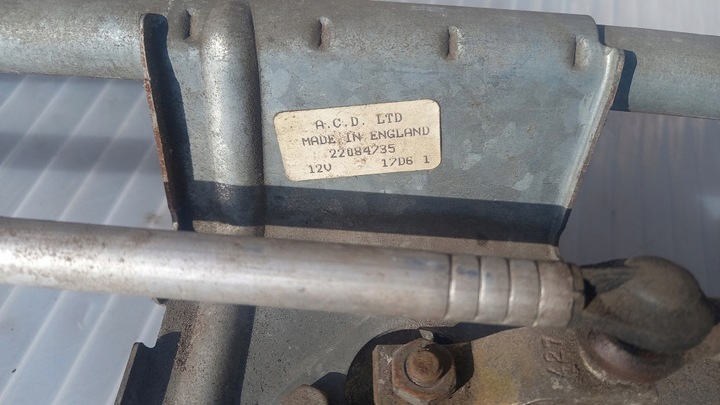 A.C.D. LTD
MADE IN ENGLAND
22084735
12V 17D6 1
427